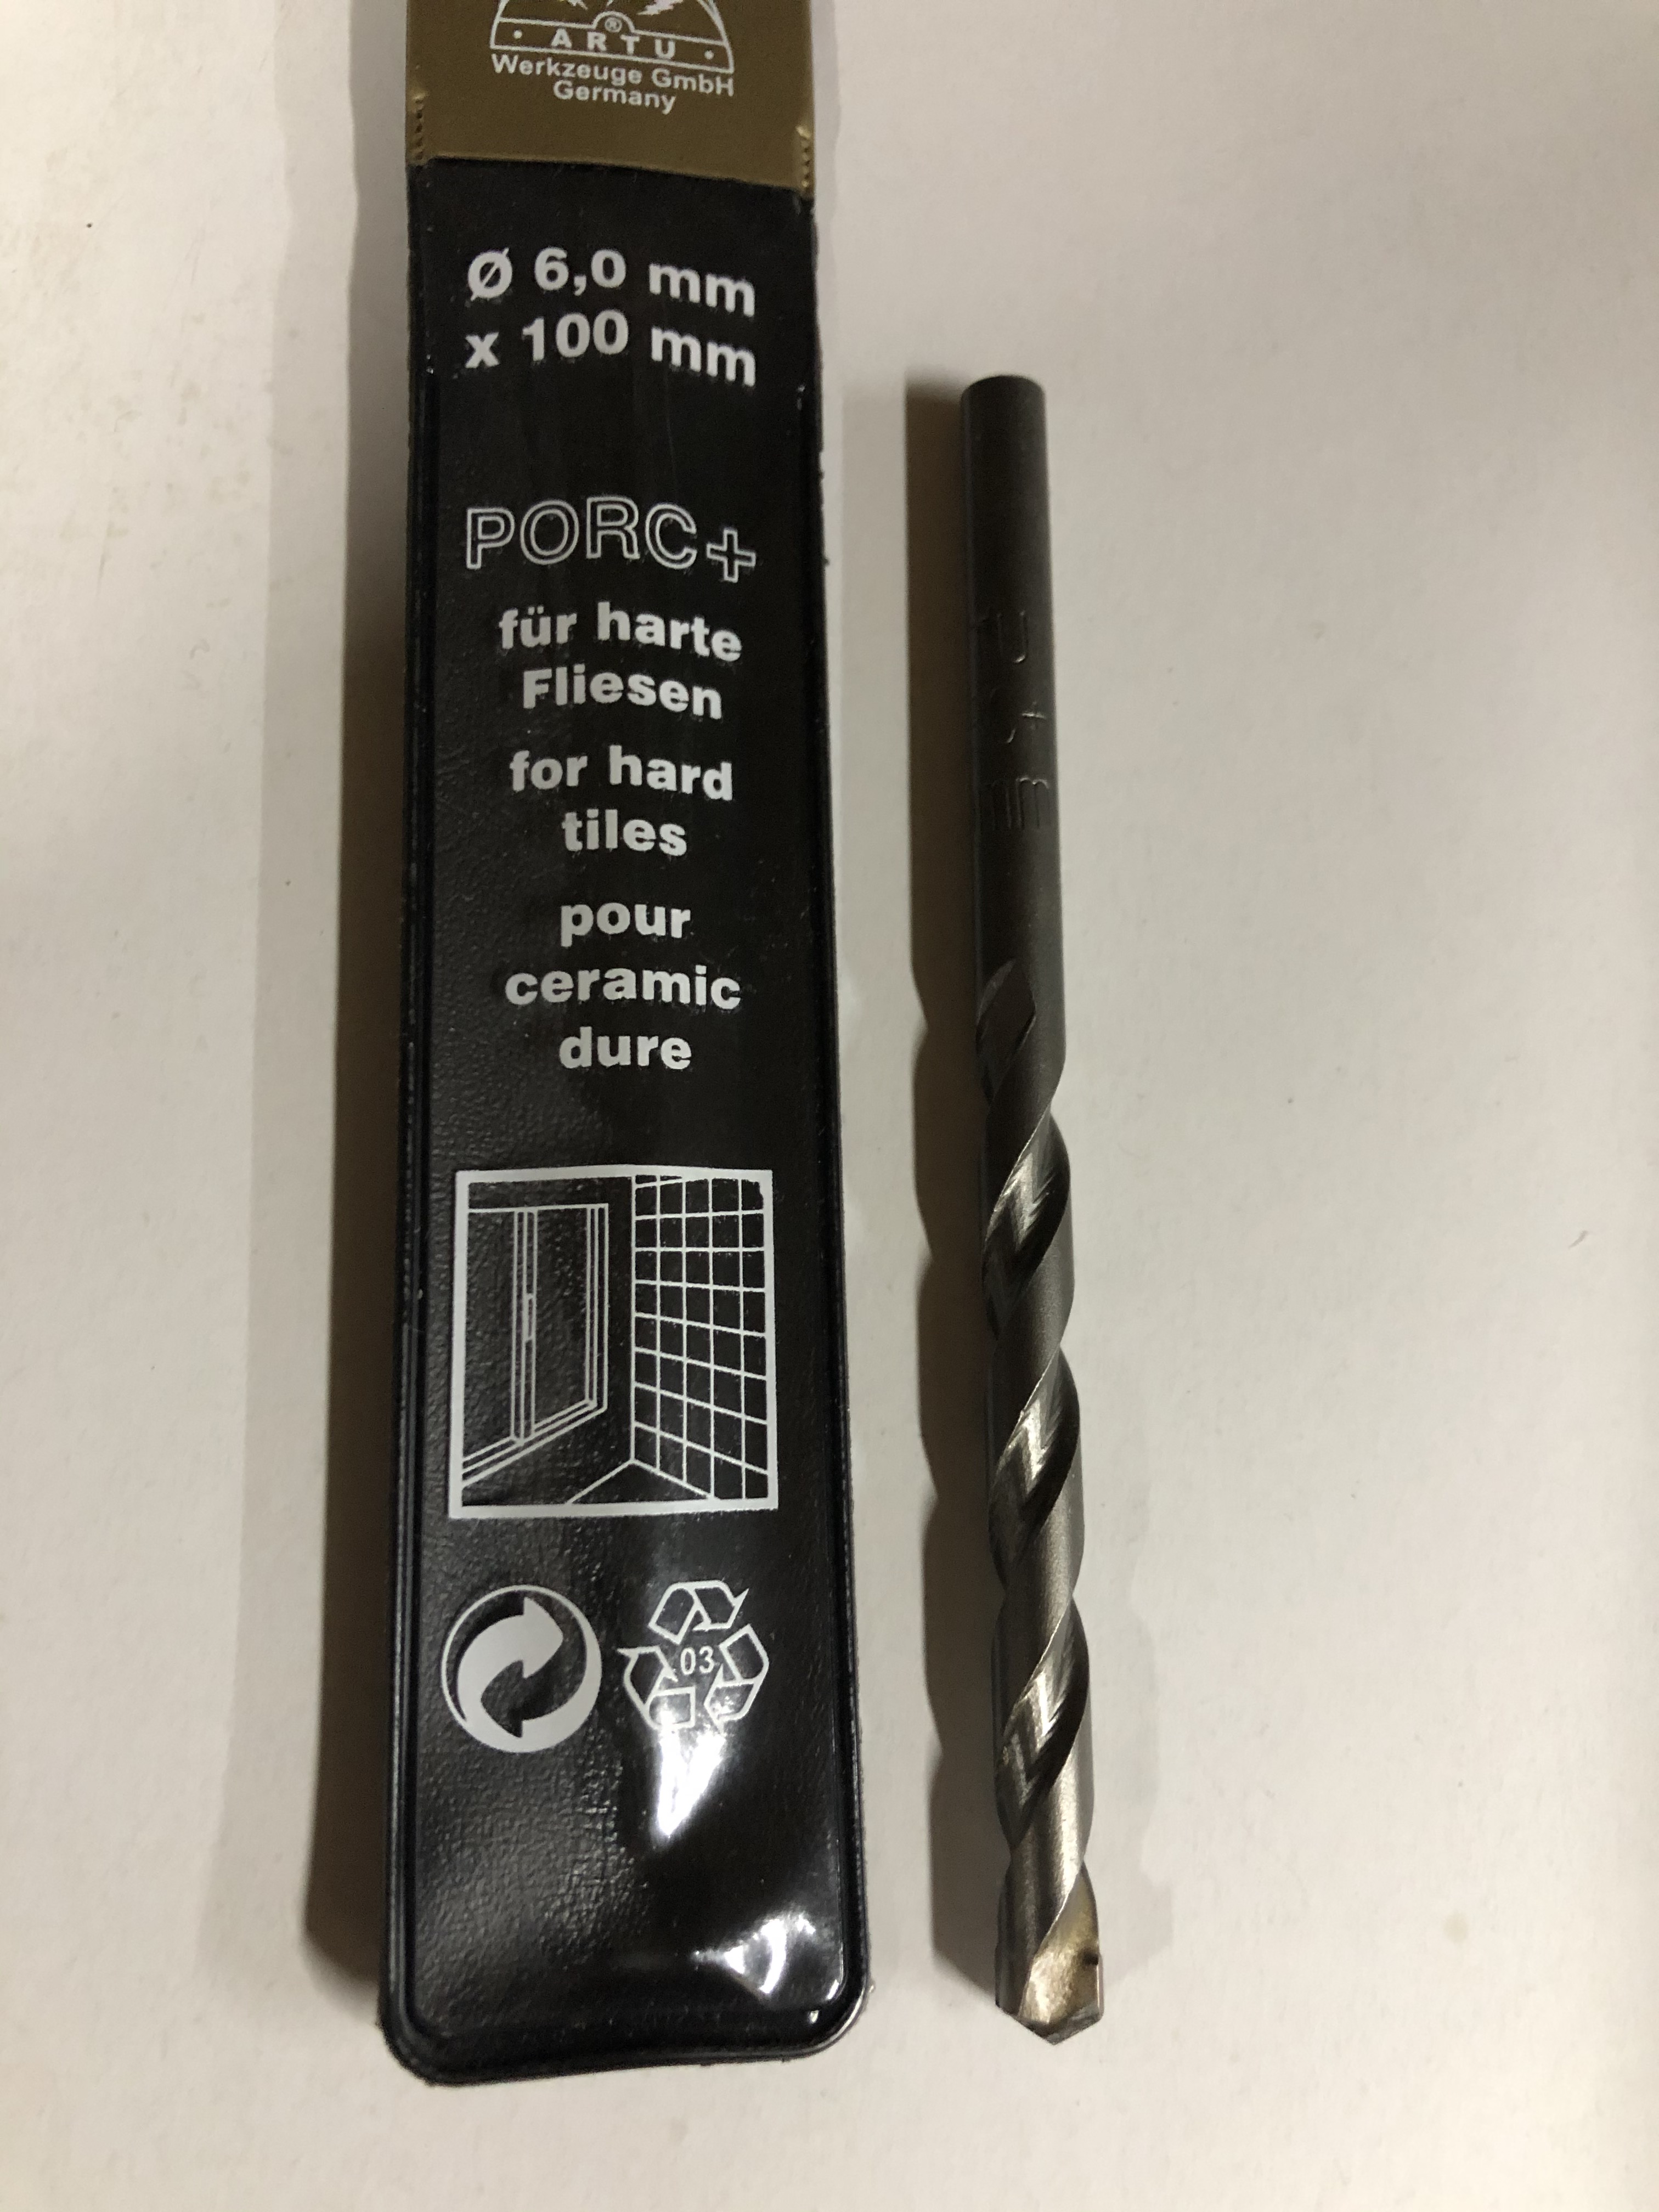 ®
• ARTU •
Werkzeuge GmbH
Germany
Ø 6,0 mm
x 100 mm
PORC+
für harte
Fliesen
for hard
tiles
pour
ceramic
dure
03